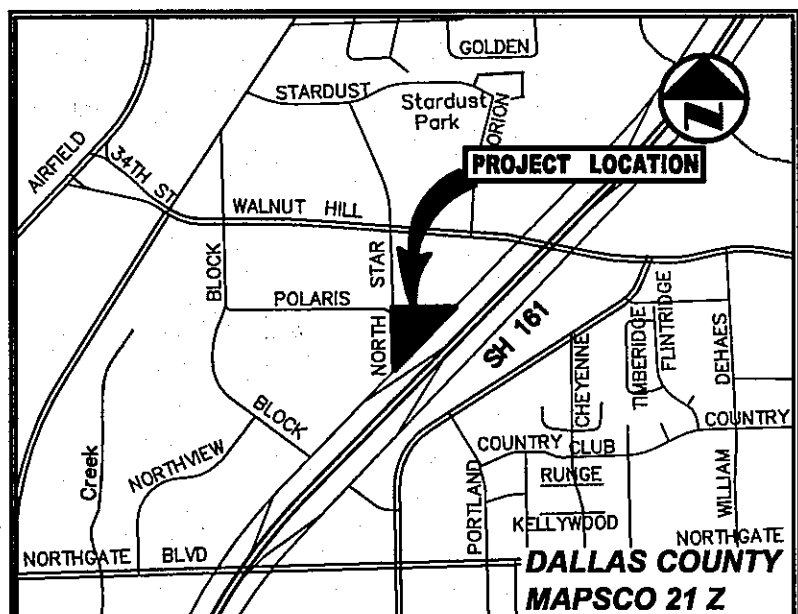 GOLDEN
STARDUST
Stardust
Park
ORION
AIRFIELD
34TH ST
PROJECT LOCATION
WALNUT HILL
BLOCK
POLARIS
NORTH STAR
SH 161
CHEYENNE
TIMBERIDGE
FLINTRIDGE
DEHAES
WILLIAM
BLOCK
NORTHVIEW
Creek
PORTLAND
COUNTRY CLUB
COUNTRY
RUNGE
KELLYWOOD
NORTHGATE
NORTHGATE BLVD
DALLAS COUNTY
MAPSCO 21 Z
Z